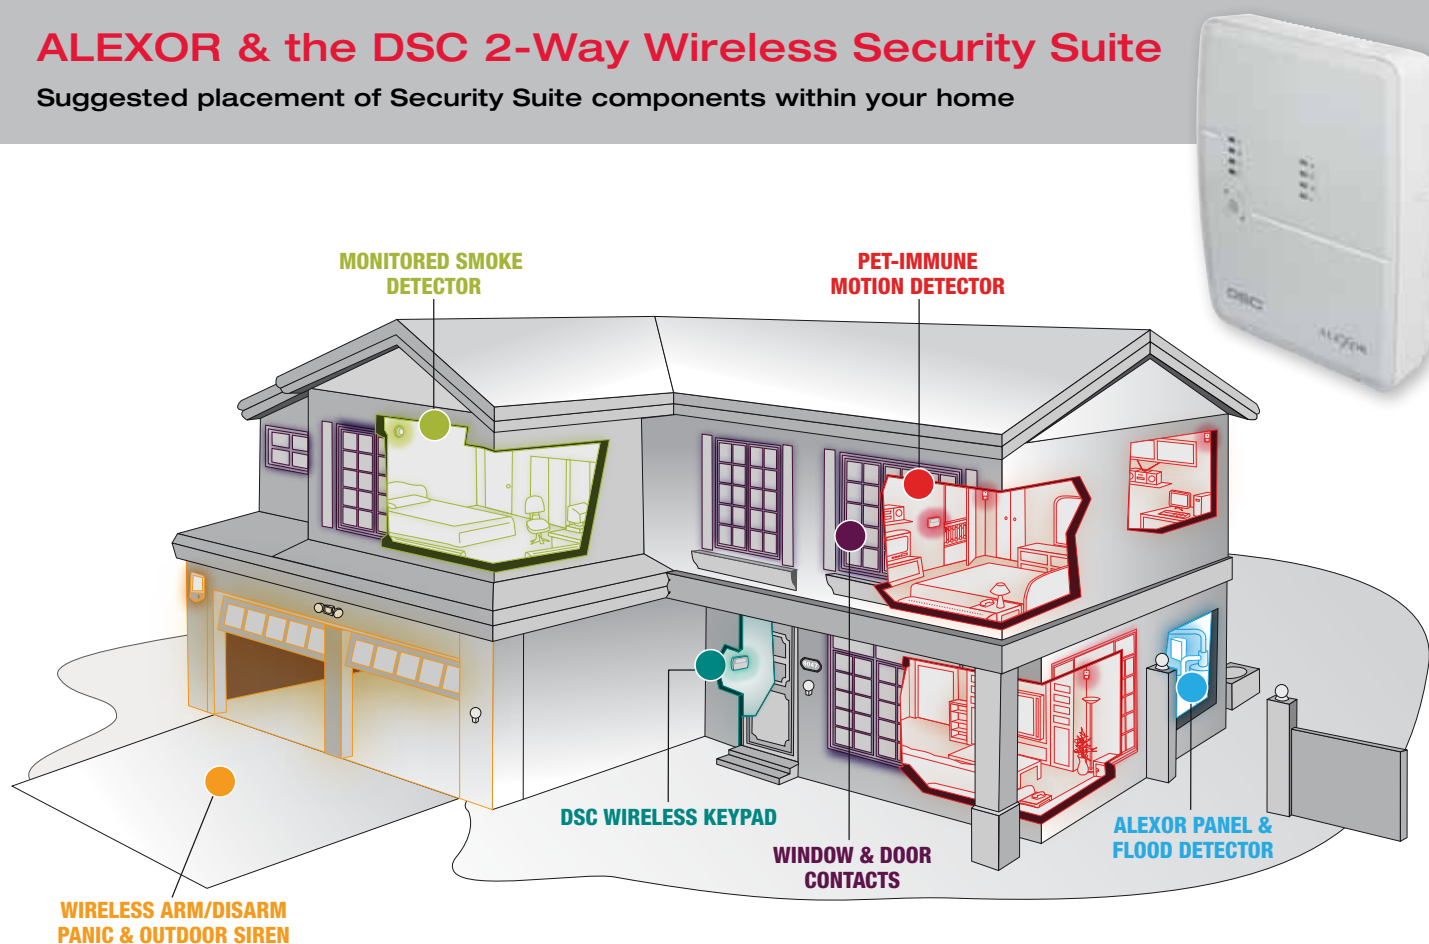 ALEXOR & the DSC 2-Way Wireless Security Suite
Suggested placement of Security Suite components within your home
DSC
ALEXOR
MONITORED SMOKE
DETECTOR
PET-IMMUNE
MOTION DETECTOR
DSC WIRELESS KEYPAD
WINDOW & DOOR
CONTACTS
ALEXOR PANEL &
FLOOD DETECTOR
WIRELESS ARM/DISARM
PANIC & OUTDOOR SIREN